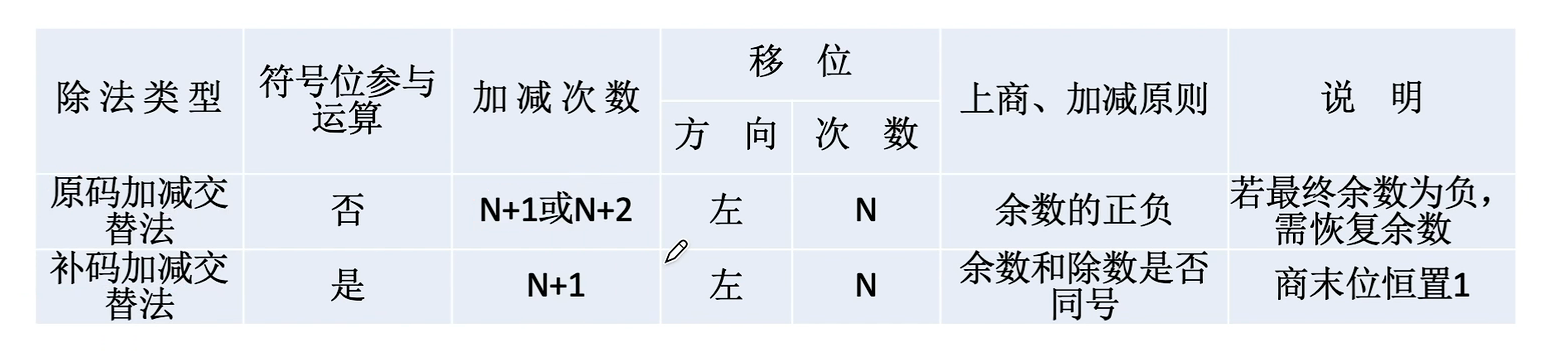 除法类型
符号位参与
运算
加减次数
移 位
方 向
次 数
上商、加减原则
说 明
原码加减交
替法
否
N+1或N+2
左
N
余数的正负
若最终余数为负，
需恢复余数
补码加减交
替法
是
N+1
左
N
余数和除数是否
同号
商末位恒置1